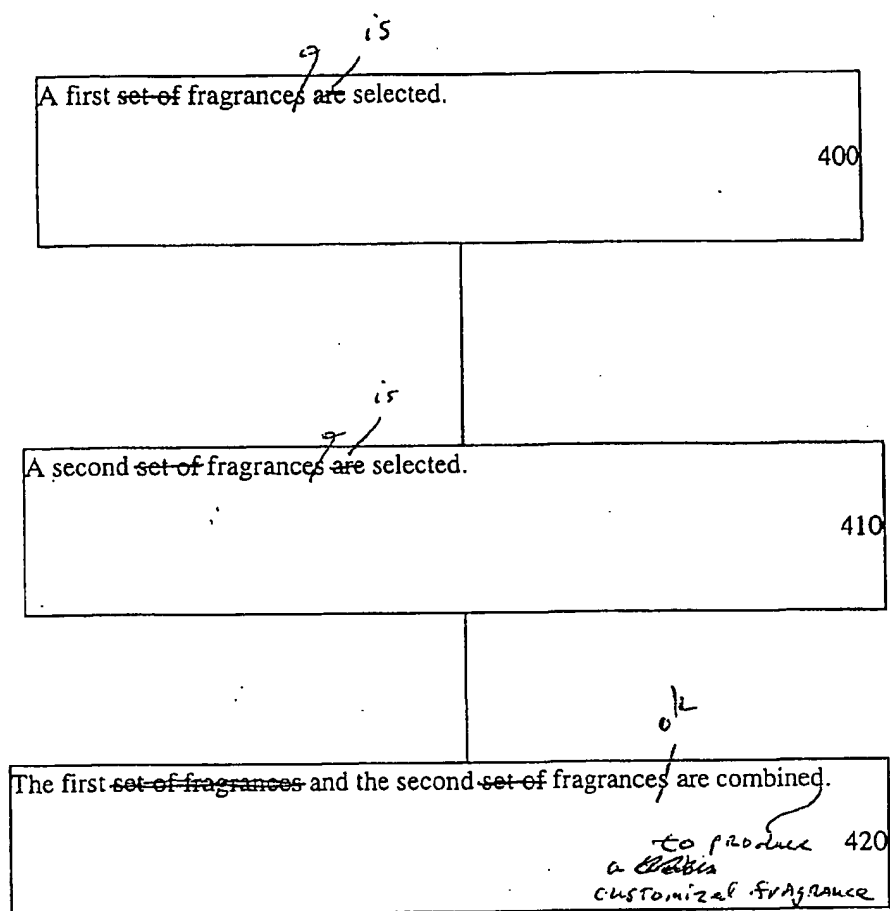 is
A first set of fragrances are selected.
400
is
A second set of fragrances are selected.
410
ok
The first set of fragrances and the second set of fragrances are combined.
to produce 420
a
customized fragrance